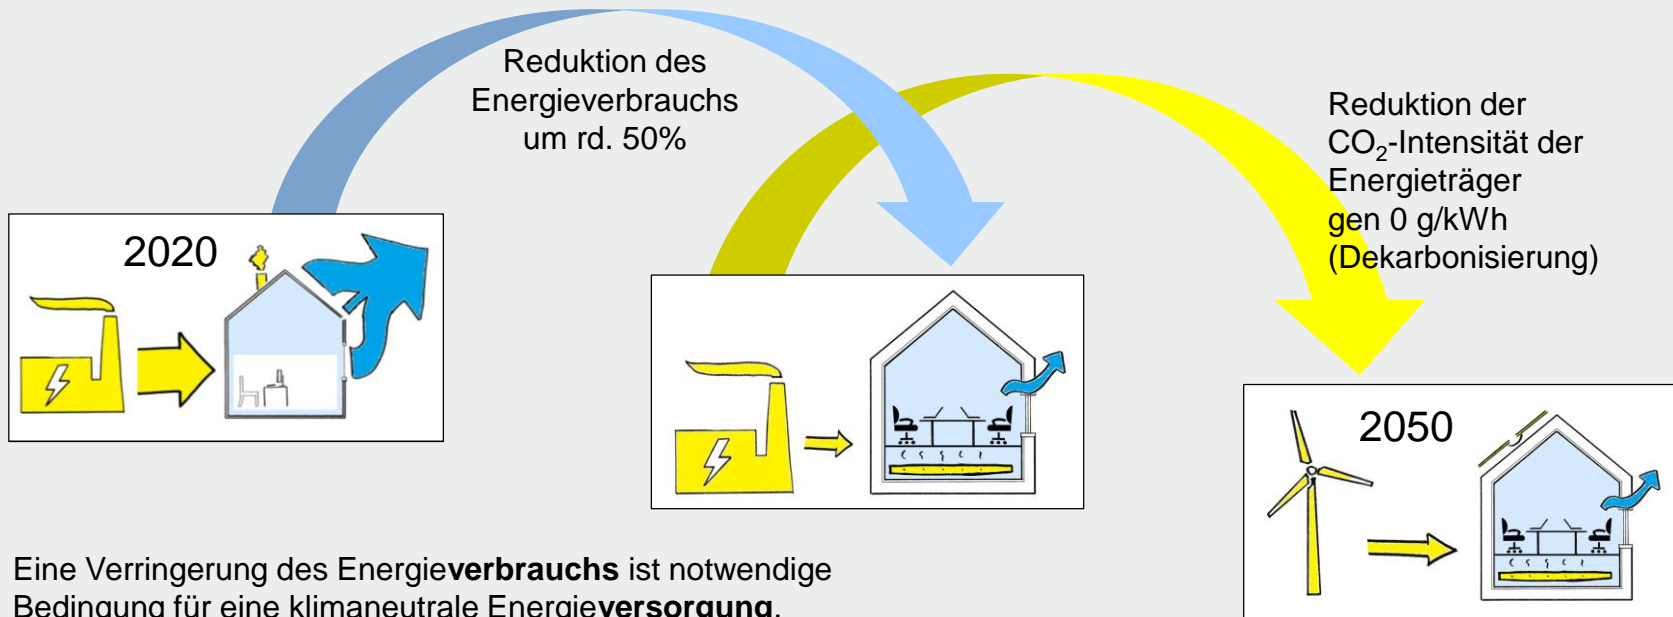 Reduktion des
Energieverbrauchs
um rd. 50%
Reduktion der
CO₂-Intensität der
Energieträger
gen 0 g/kWh
(Dekarbonisierung)
2020
2050
Eine Verringerung des Energieverbrauchs ist notwendige
Bedingung für eine klimaneutrale Energieversorgung.